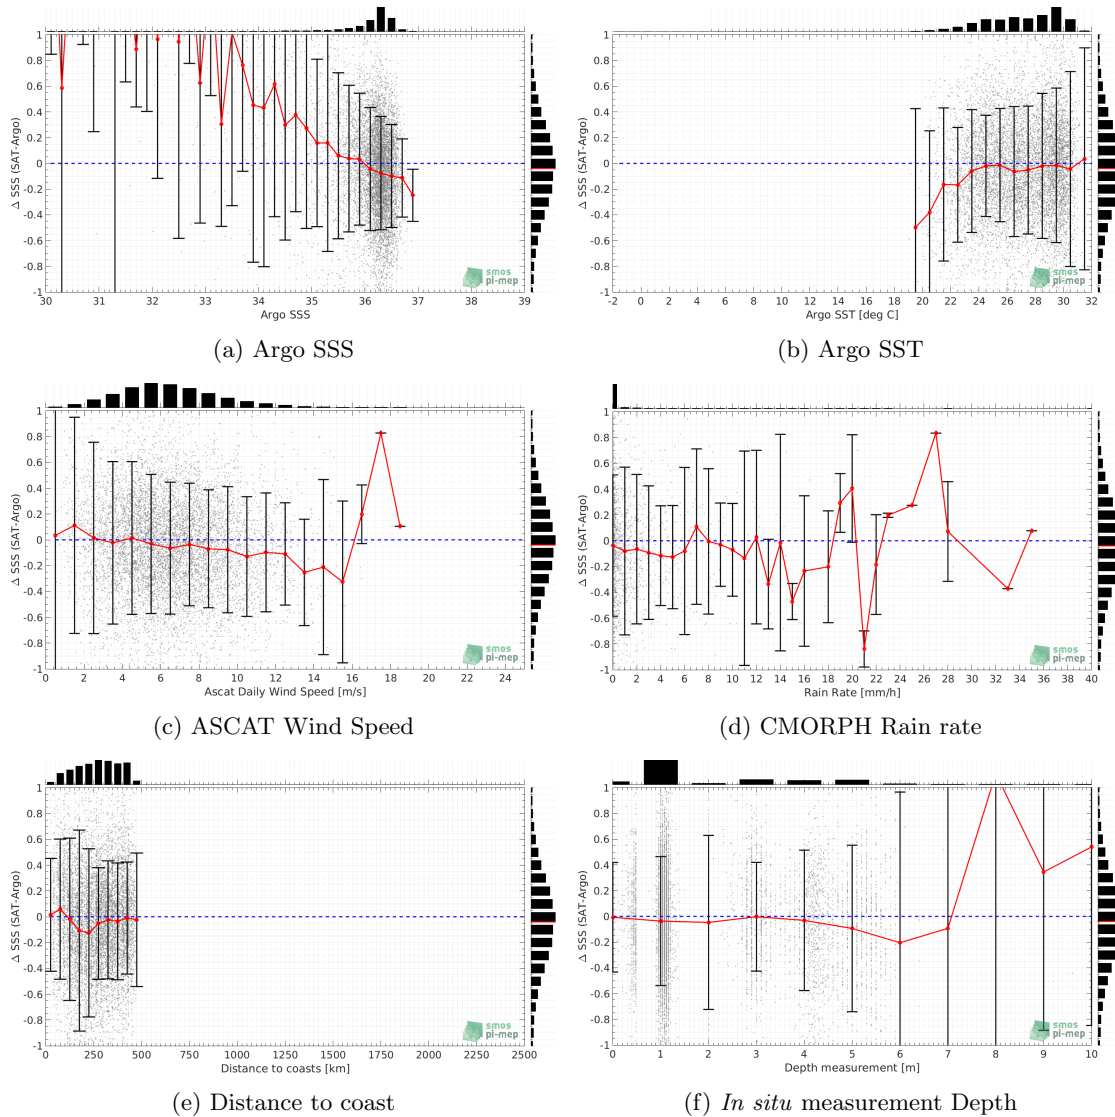 Δ SSS (SAT-Argo)
1
0.8
0.6
0.4
0.2
0
-0.2
-0.4
-0.6
-0.8
-1
30 31 32 33 34 35 36 37 38 39
Argo SSS
smos
pi-mep
(a) Argo SSS
Δ SSS (SAT-Argo)
1
0.8
0.6
0.4
0.2
0
-0.2
-0.4
-0.6
-0.8
-1
-2 0 2 4 6 8 10 12 14 16 18 20 22 24 26 28 30 32
Argo SST [deg C]
smos
pi-mep
(b) Argo SST
Δ SSS (SAT-Argo)
1
0.8
0.6
0.4
0.2
0
-0.2
-0.4
-0.6
-0.8
-1
0 2 4 6 8 10 12 14 16 18 20 22 24
Ascat Daily Wind Speed [m/s]
smos
pi-mep
(c) ASCAT Wind Speed
Δ SSS (SAT-Argo)
1
0.8
0.6
0.4
0.2
0
-0.2
-0.4
-0.6
-0.8
-1
0 2 4 6 8 10 12 14 16 18 20 22 24 26 28 30 32 34 36 38 40
Rain Rate [mm/h]
smos
pi-mep
(d) CMORPH Rain rate
Δ SSS (SAT-Argo)
1
0.8
0.6
0.4
0.2
0
-0.2
-0.4
-0.6
-0.8
-1
0 250 500 750 1000 1250 1500 1750 2000 2250 2500
Distance to coasts [km]
smos
pi-mep
(e) Distance to coast
Δ SSS (SAT-Argo)
1
0.8
0.6
0.4
0.2
0
-0.2
-0.4
-0.6
-0.8
-1
0 1 2 3 4 5 6 7 8 9 10
Depth measurement [m]
smos
pi-mep
(f) In situ measurement Depth